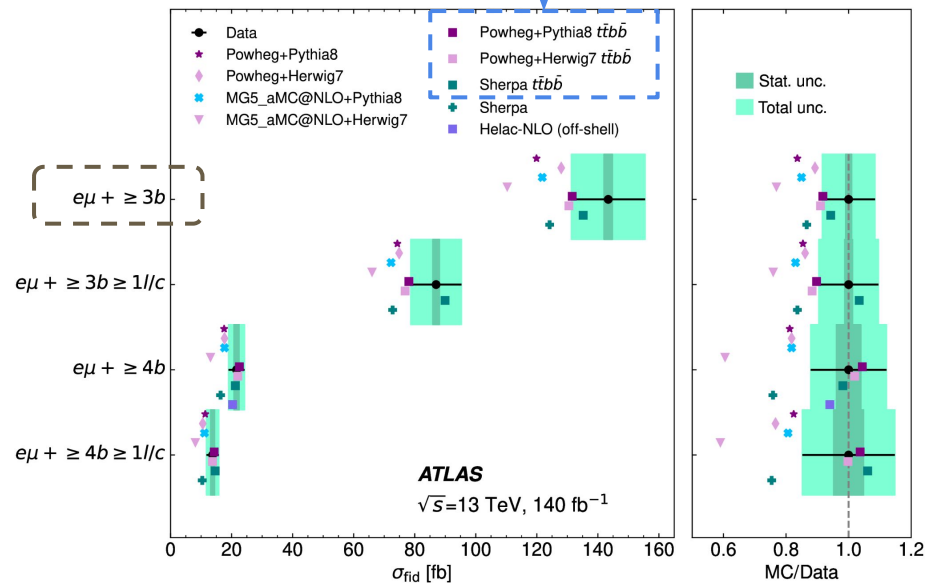 Data
Powheg+Pythia8
Powheg+Herwig7
MG5_aMC@NLO+Pythia8
MG5_aMC@NLO+Herwig7
Powheg+Pythia8 tt̄bb̄
Powheg+Herwig7 tt̄bb̄
Sherpa tt̄bb̄
Sherpa
Helac-NLO (off-shell)
Stat. unc.
Total unc.
eμ + ≥ 3b
eμ + ≥ 3b ≥ 1l/c
eμ + ≥ 4b
eμ + ≥ 4b ≥ 1l/c
ATLAS
√s=13 TeV, 140 fb⁻¹
0 20 40 60 80 100 120 140 160
σfid [fb]
0.6 0.8 1.0 1.2
MC/Data